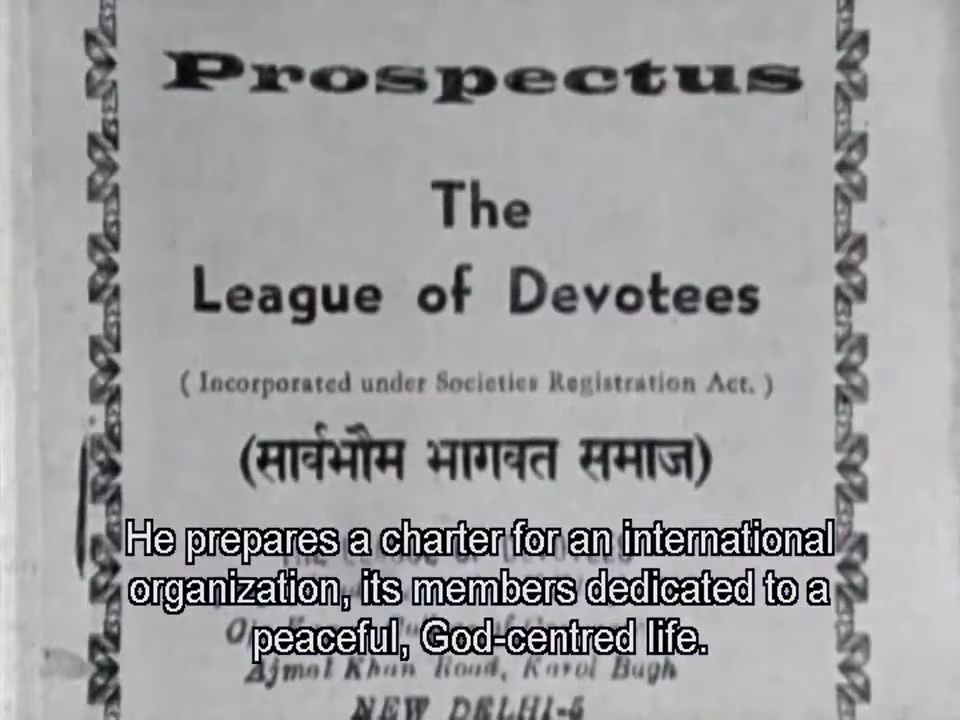 Prospectus
The
League of Devotees
( Incorporated under Societies Registration Act. )
(सार्वभौम भागवत समाज)
He prepares a charter for an international
organization, its members dedicated to a
peaceful, God-centred life.
Ajmal Khan Road, Karol Bagh
NEW DELHI-5